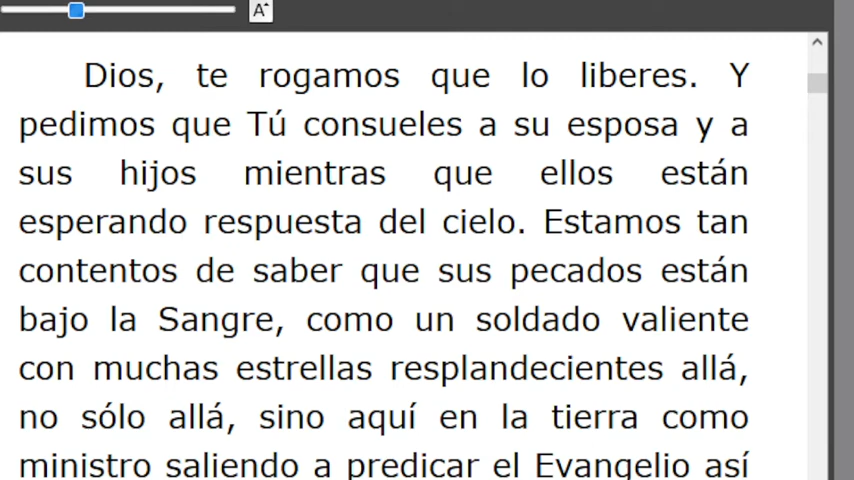 A
Dios, te rogamos que lo liberes. Y
pedimos que Tú consueles a su esposa y a
sus hijos mientras que ellos están
esperando respuesta del cielo. Estamos tan
contentos de saber que sus pecados están
bajo la Sangre, como un soldado valiente
con muchas estrellas resplandecientes allá,
no sólo allá, sino aquí en la tierra como
ministro saliendo a predicar el Evangelio así